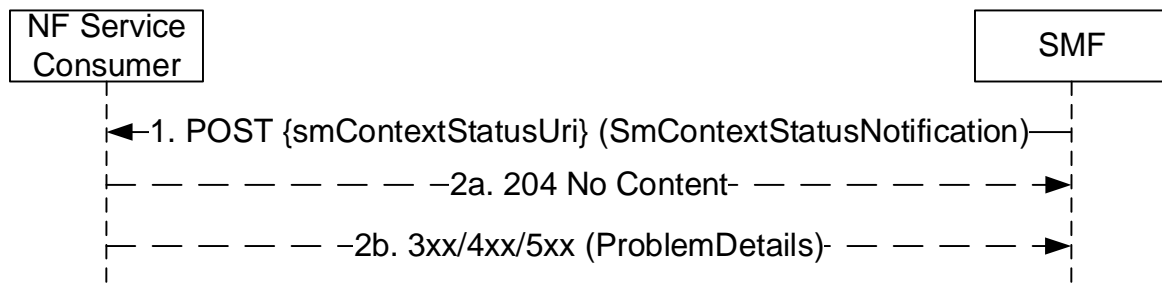 NF Service
Consumer
SMF
1. POST {smContextStatusUri} (SmContextStatusNotification)
2a. 204 No Content
2b. 3xx/4xx/5xx (ProblemDetails)